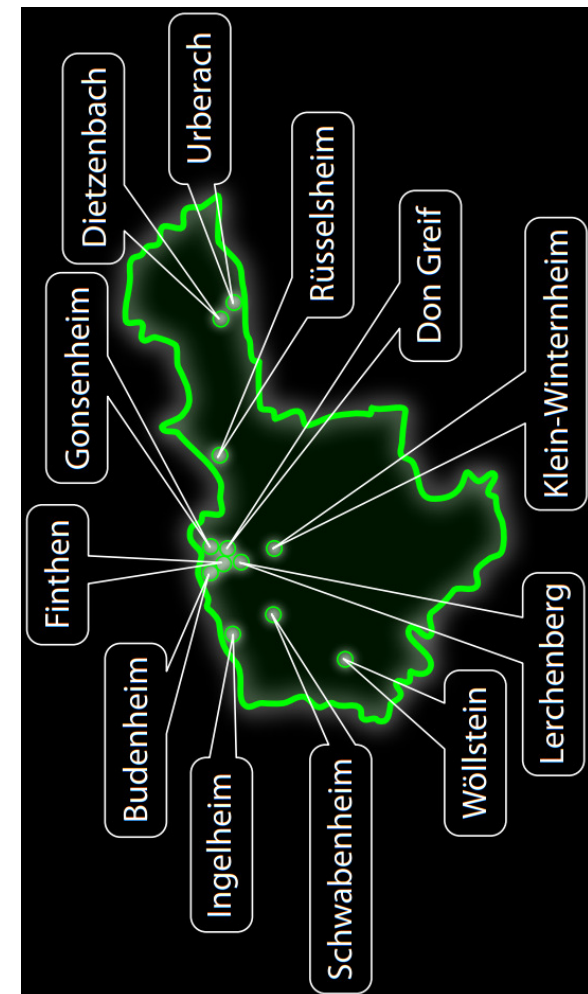 Finthen
Gonsenheim
Dietzenbach
Budenheim
Urberach
Ingelheim
Rüsselsheim
Schwabenheim
Don Greif
Wöllstein
Lerchenberg
Klein-Winternheim